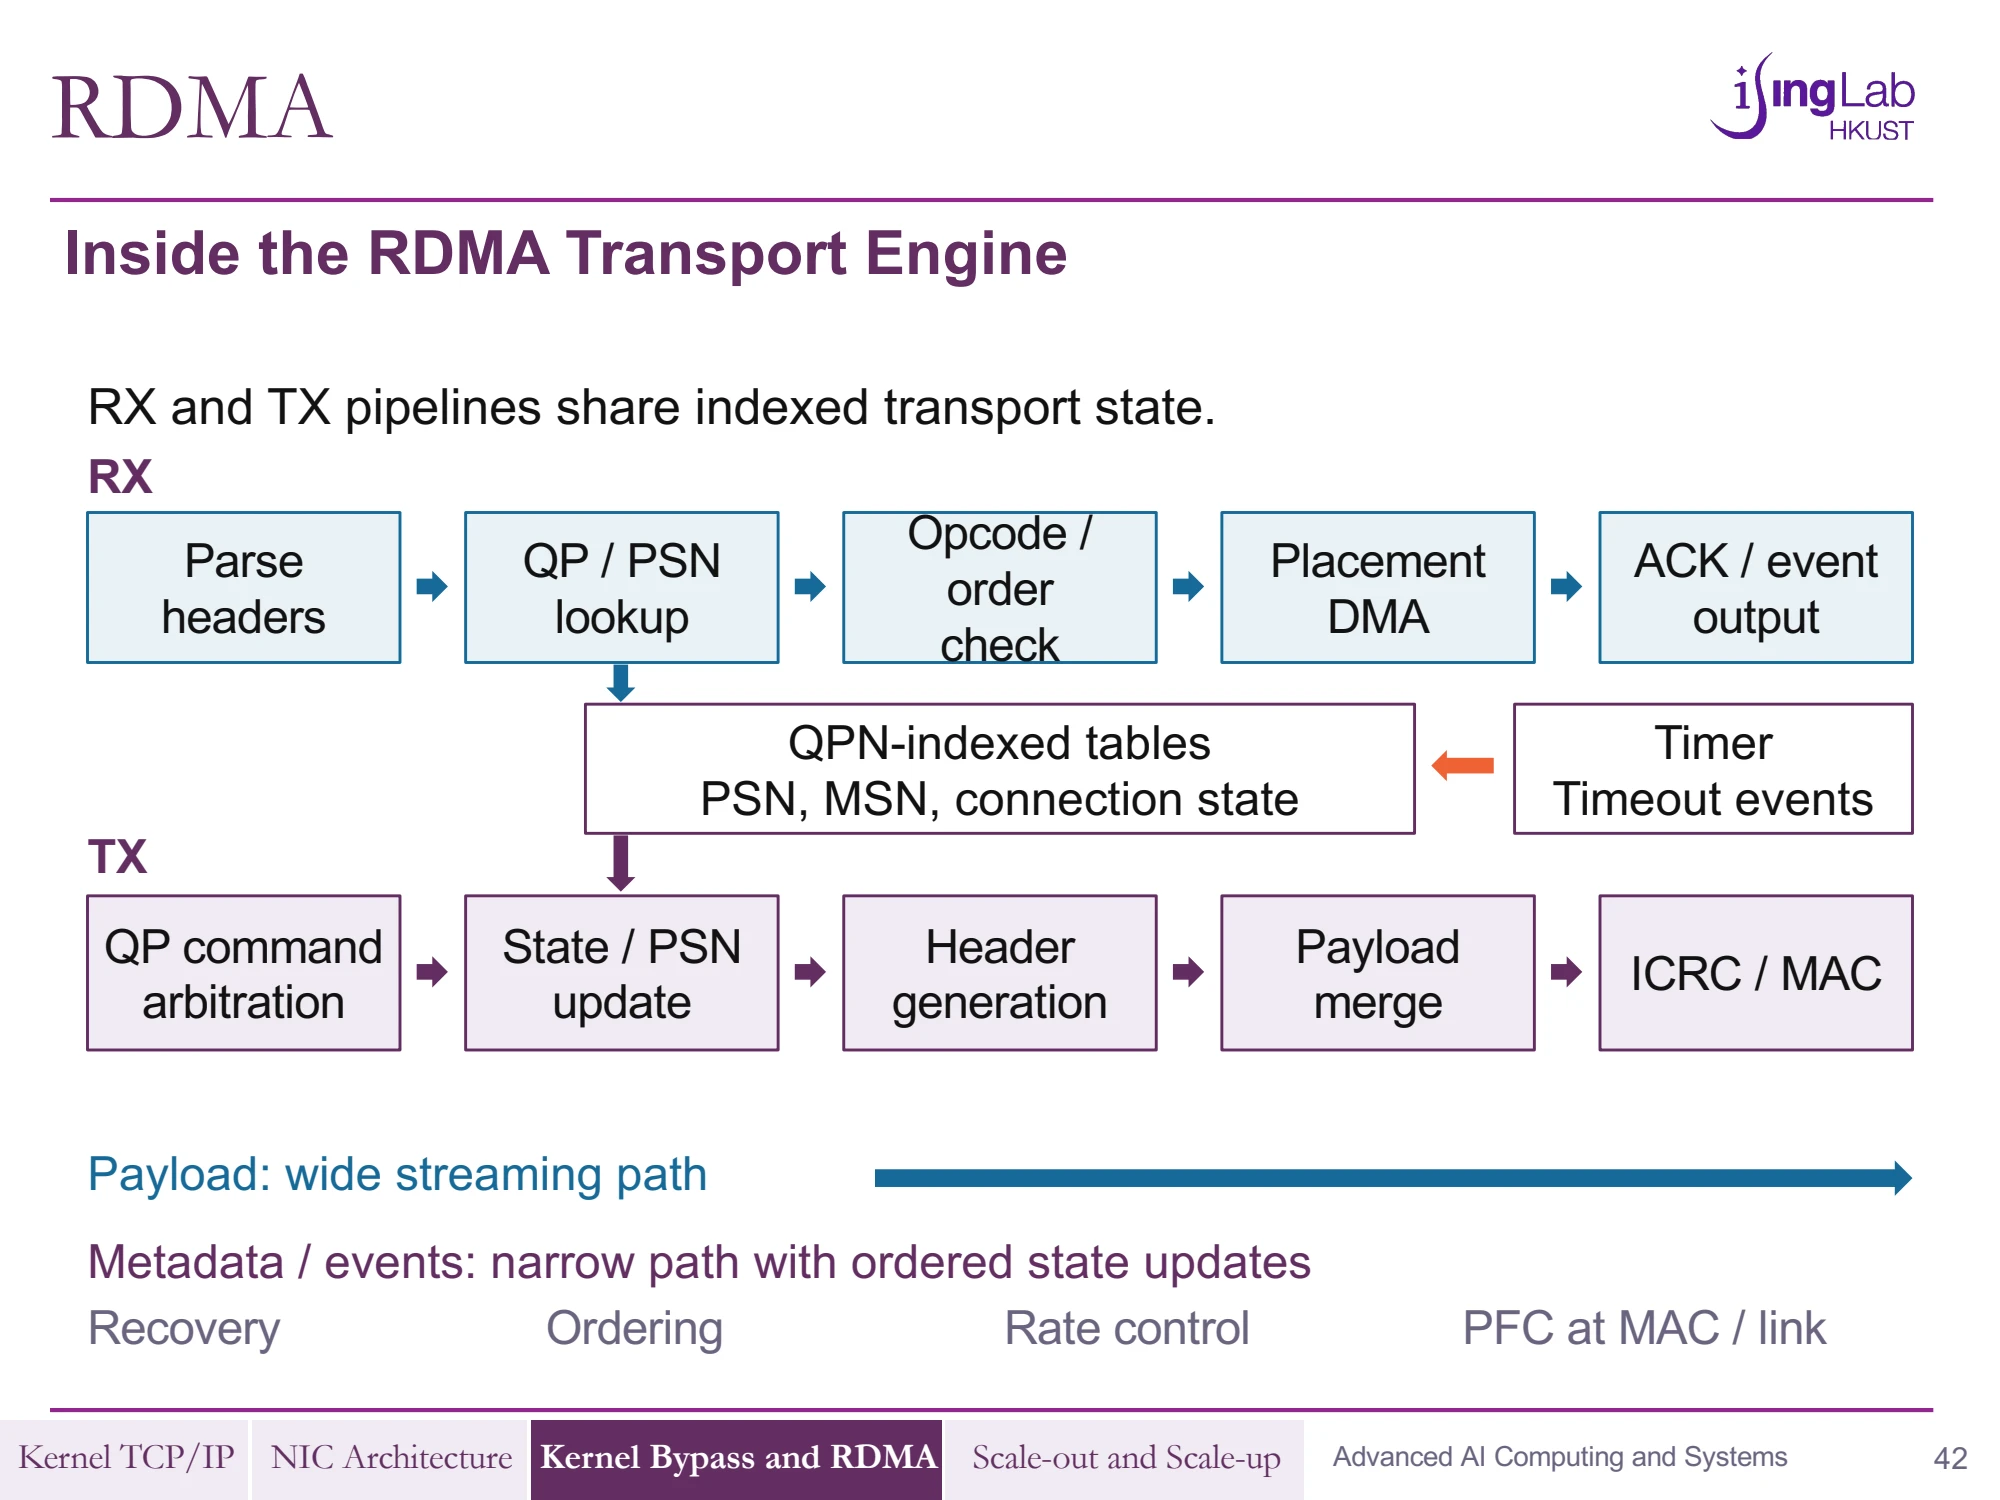 RDMA
isingLab
HKUST
Inside the RDMA Transport Engine
RX and TX pipelines share indexed transport state.
RX
Parse
headers
QP / PSN
lookup
Opcode /
order
check
Placement
DMA
ACK / event
output
QPN-indexed tables
PSN, MSN, connection state
Timer
Timeout events
TX
QP command
arbitration
State / PSN
update
Header
generation
Payload
merge
ICRC / MAC
Payload: wide streaming path
Metadata / events: narrow path with ordered state updates
Recovery
Ordering
Rate control
PFC at MAC / link
Kernel TCP/IP
NIC Architecture
Kernel Bypass and RDMA
Scale-out and Scale-up
Advanced AI Computing and Systems
42